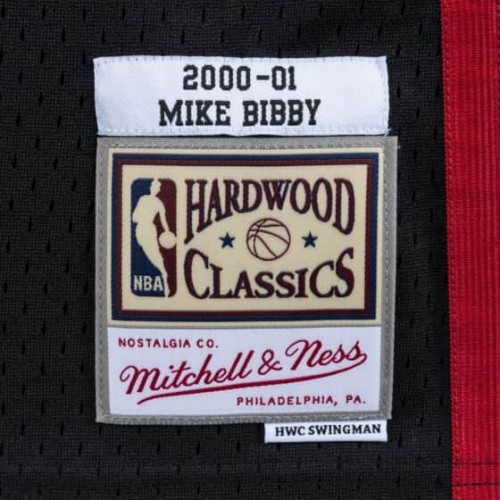 2000-01
MIKE BIBBY
HARDWOOD
CLASSICS
NBA
NOSTALGIA CO.
Mitchell & Ness
PHILADELPHIA, PA.
HWC SWINGMAN